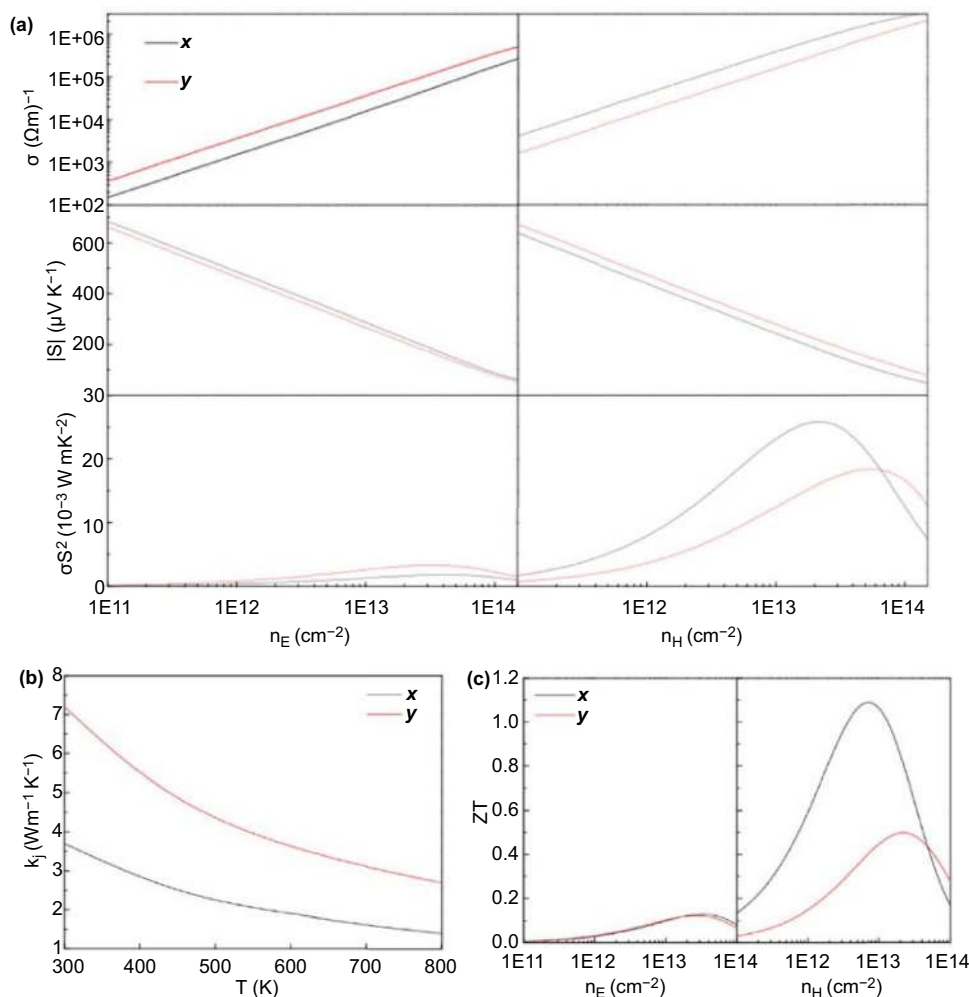 (a)
x
y
1E+06
1E+05
1E+04
1E+03
1E+02
σ (Ωm)⁻¹
600
400
200
|S| (μV K⁻¹)
30
20
10
0
σS² (10⁻³ W mK⁻²)
1E11 1E12 1E13 1E14 1E12 1E13 1E14
n_E (cm⁻²) n_H (cm⁻²)
(b)
x
y
8
7
6
5
4
3
2
1
k_j (Wm⁻¹ K⁻¹)
300 400 500 600 700 800
T (K)
(c)
x
y
1.2
1.0
0.8
0.6
0.4
0.2
0.0
ZT
1E11 1E12 1E13 1E14 1E12 1E13 1E14
n_E (cm⁻²) n_H (cm⁻²)